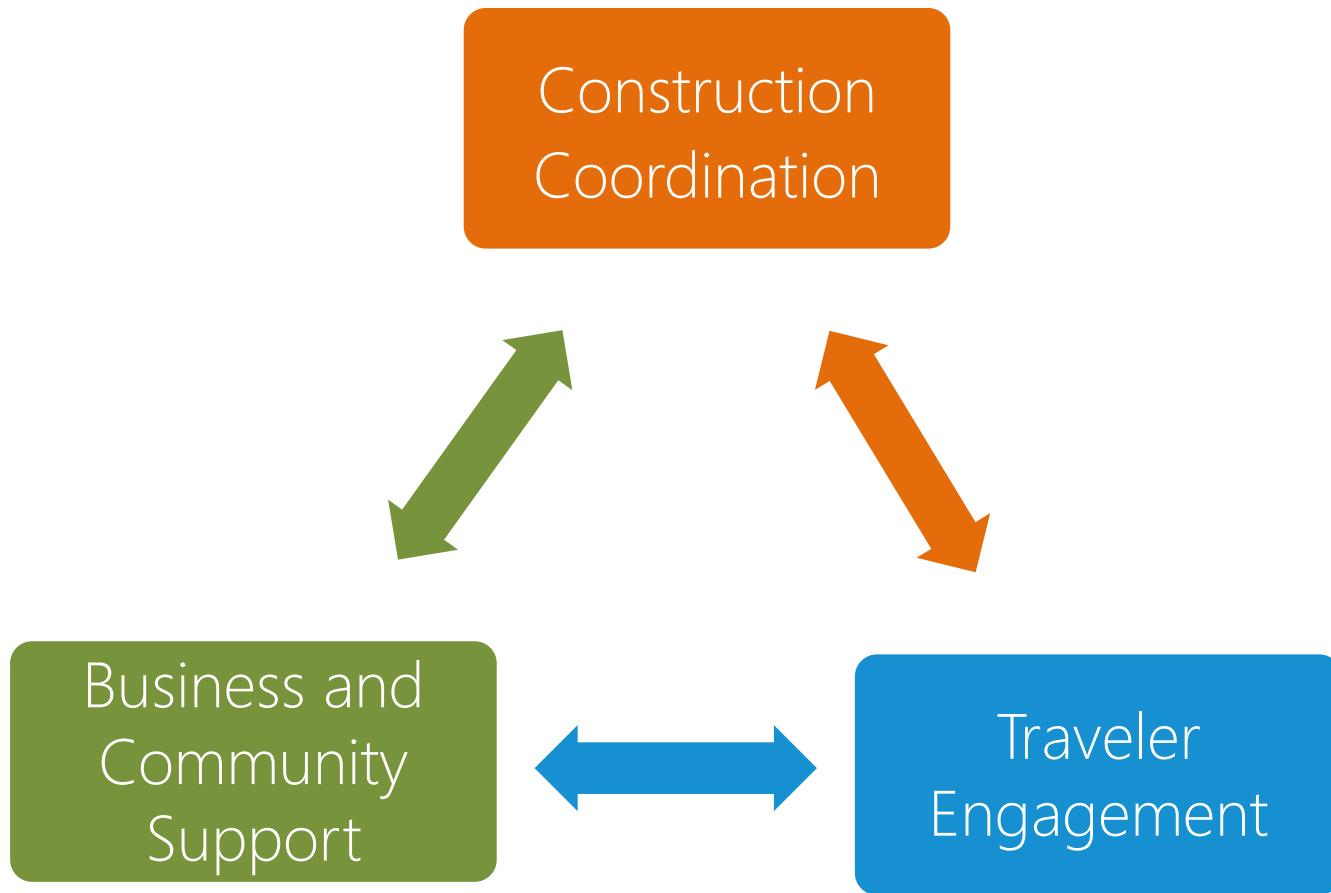 Construction
Coordination
Business and
Community
Support
Traveler
Engagement